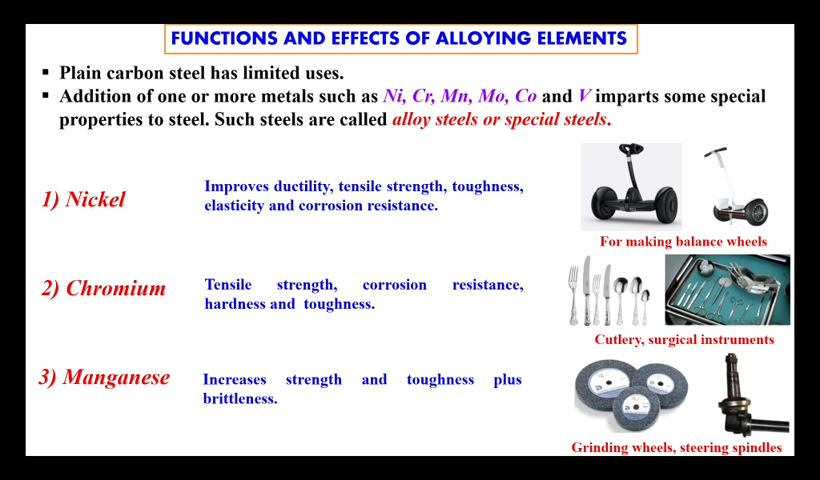 FUNCTIONS AND EFFECTS OF ALLOYING ELEMENTS
▪ Plain carbon steel has limited uses.
▪ Addition of one or more metals such as Ni, Cr, Mn, Mo, Co and V imparts some special
properties to steel. Such steels are called alloy steels or special steels.
1) Nickel
Improves ductility, tensile strength, toughness,
elasticity and corrosion resistance.
For making balance wheels
2) Chromium
Tensile strength, corrosion resistance,
hardness and toughness.
Cutlery, surgical instruments
3) Manganese
Increases strength and toughness plus
brittleness.
Grinding wheels, steering spindles